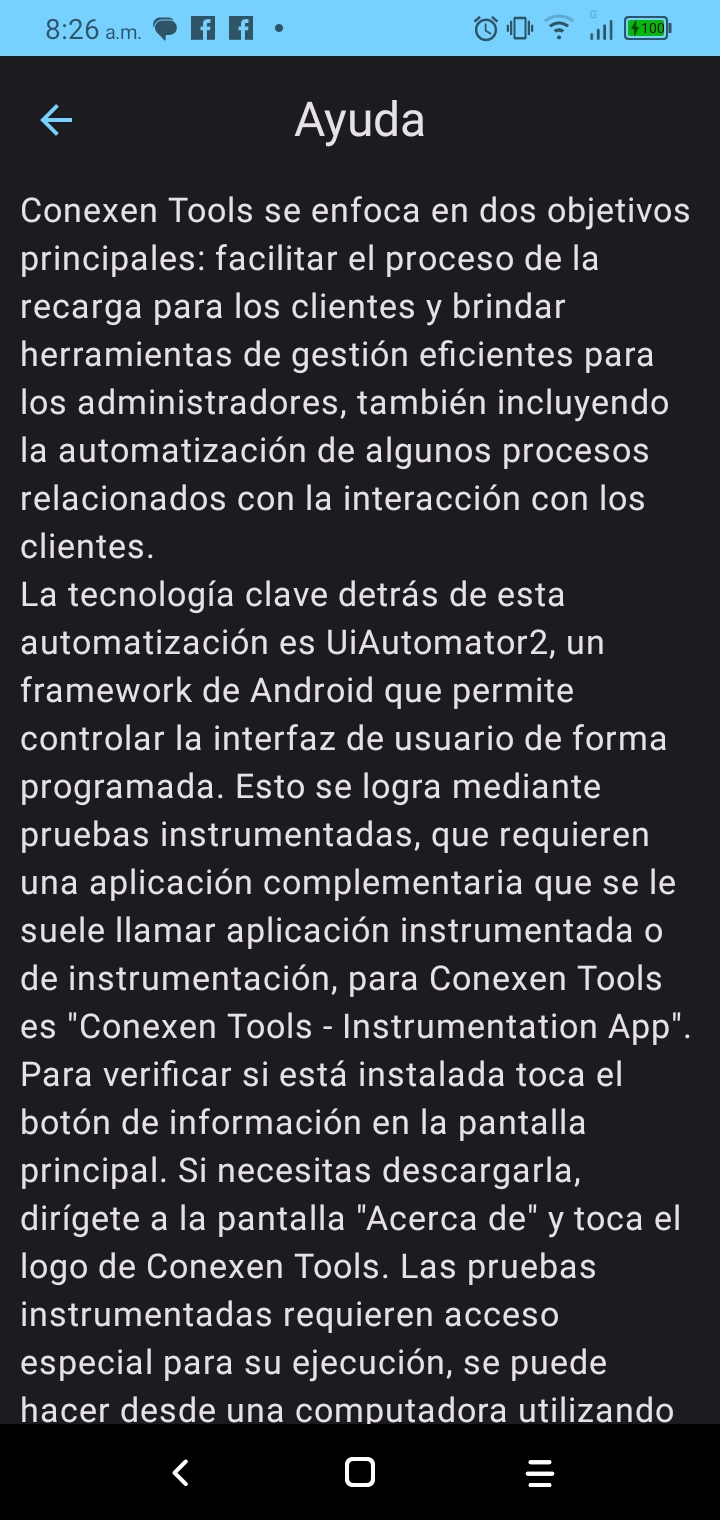 8:26 a.m.
G
100
Ayuda
Conexen Tools se enfoca en dos objetivos
principales: facilitar el proceso de la
recarga para los clientes y brindar
herramientas de gestión eficientes para
los administradores, también incluyendo
la automatización de algunos procesos
relacionados con la interacción con los
clientes.
La tecnología clave detrás de esta
automatización es UiAutomator2, un
framework de Android que permite
controlar la interfaz de usuario de forma
programada. Esto se logra mediante
pruebas instrumentadas, que requieren
una aplicación complementaria que se le
suele llamar aplicación instrumentada o
de instrumentación, para Conexen Tools
es "Conexen Tools - Instrumentation App".
Para verificar si está instalada toca el
botón de información en la pantalla
principal. Si necesitas descargarla,
dirígete a la pantalla "Acerca de" y toca el
logo de Conexen Tools. Las pruebas
instrumentadas requieren acceso
especial para su ejecución, se puede
hacer desde una computadora utilizando